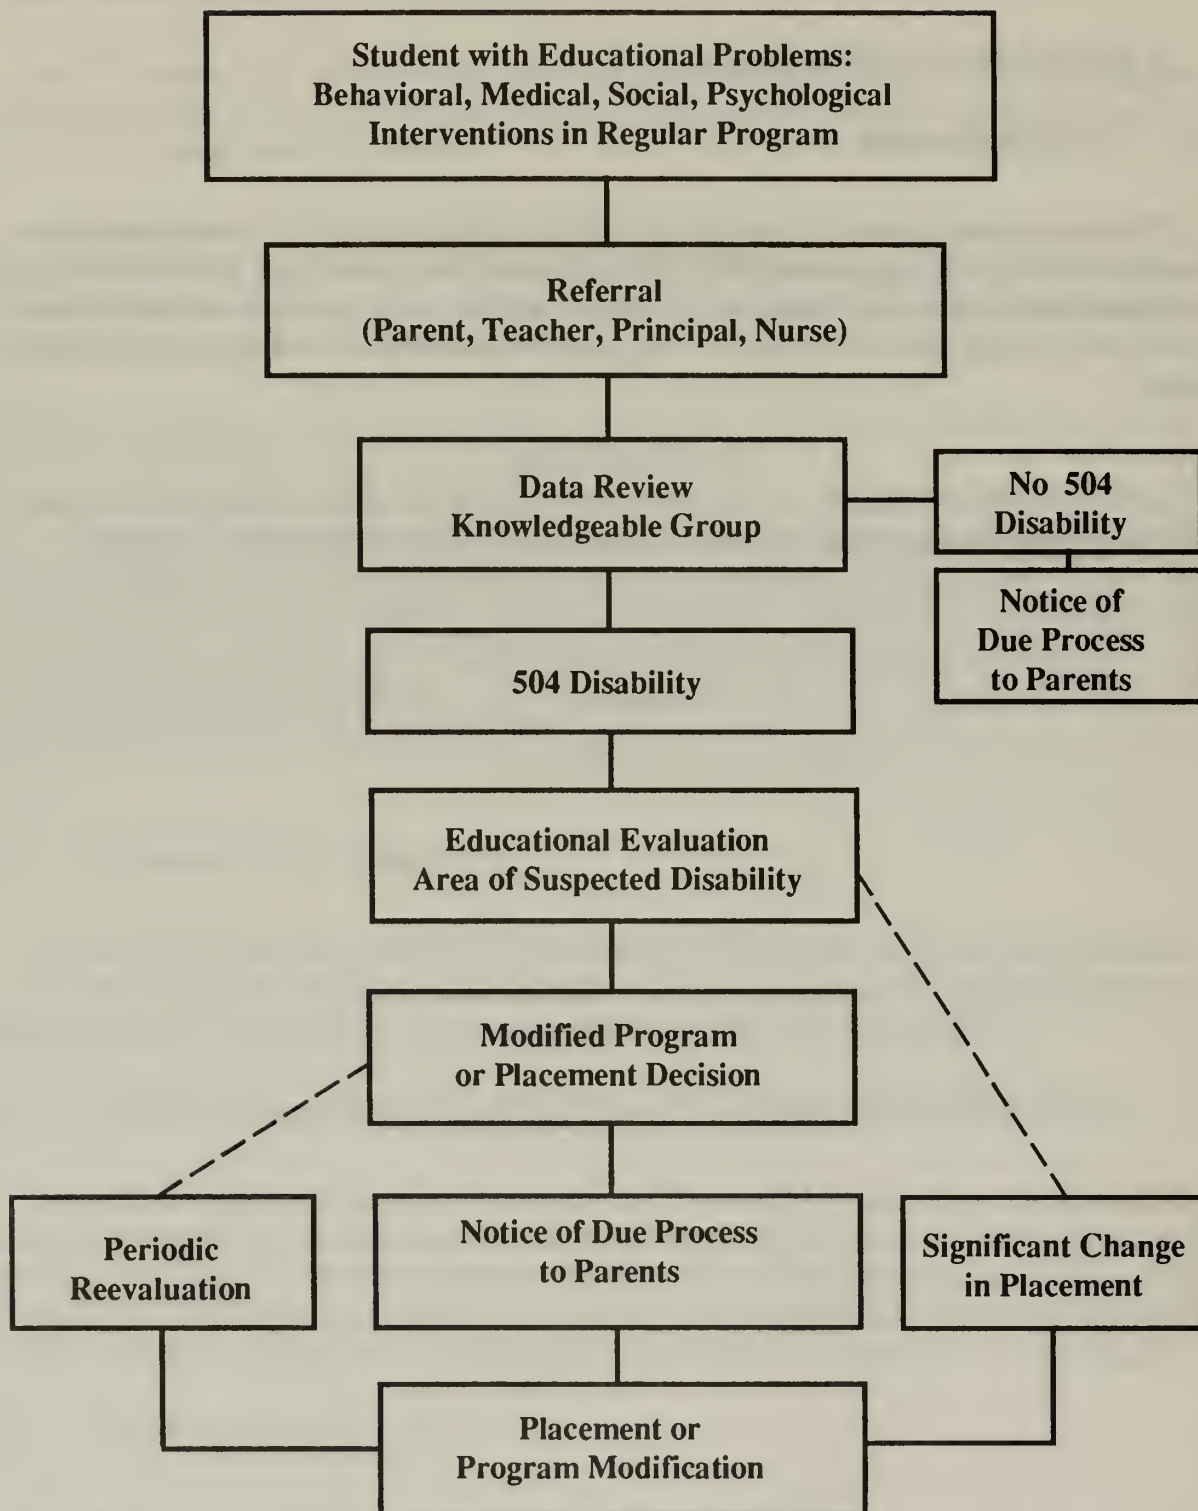 Student with Educational Problems:
Behavioral, Medical, Social, Psychological
Interventions in Regular Program
Referral
(Parent, Teacher, Principal, Nurse)
Data Review
Knowledgeable Group
No 504
Disability
Notice of
Due Process
to Parents
504 Disability
Educational Evaluation
Area of Suspected Disability
Modified Program
or Placement Decision
Periodic
Reevaluation
Notice of Due Process
to Parents
Significant Change
in Placement
Placement or
Program Modification